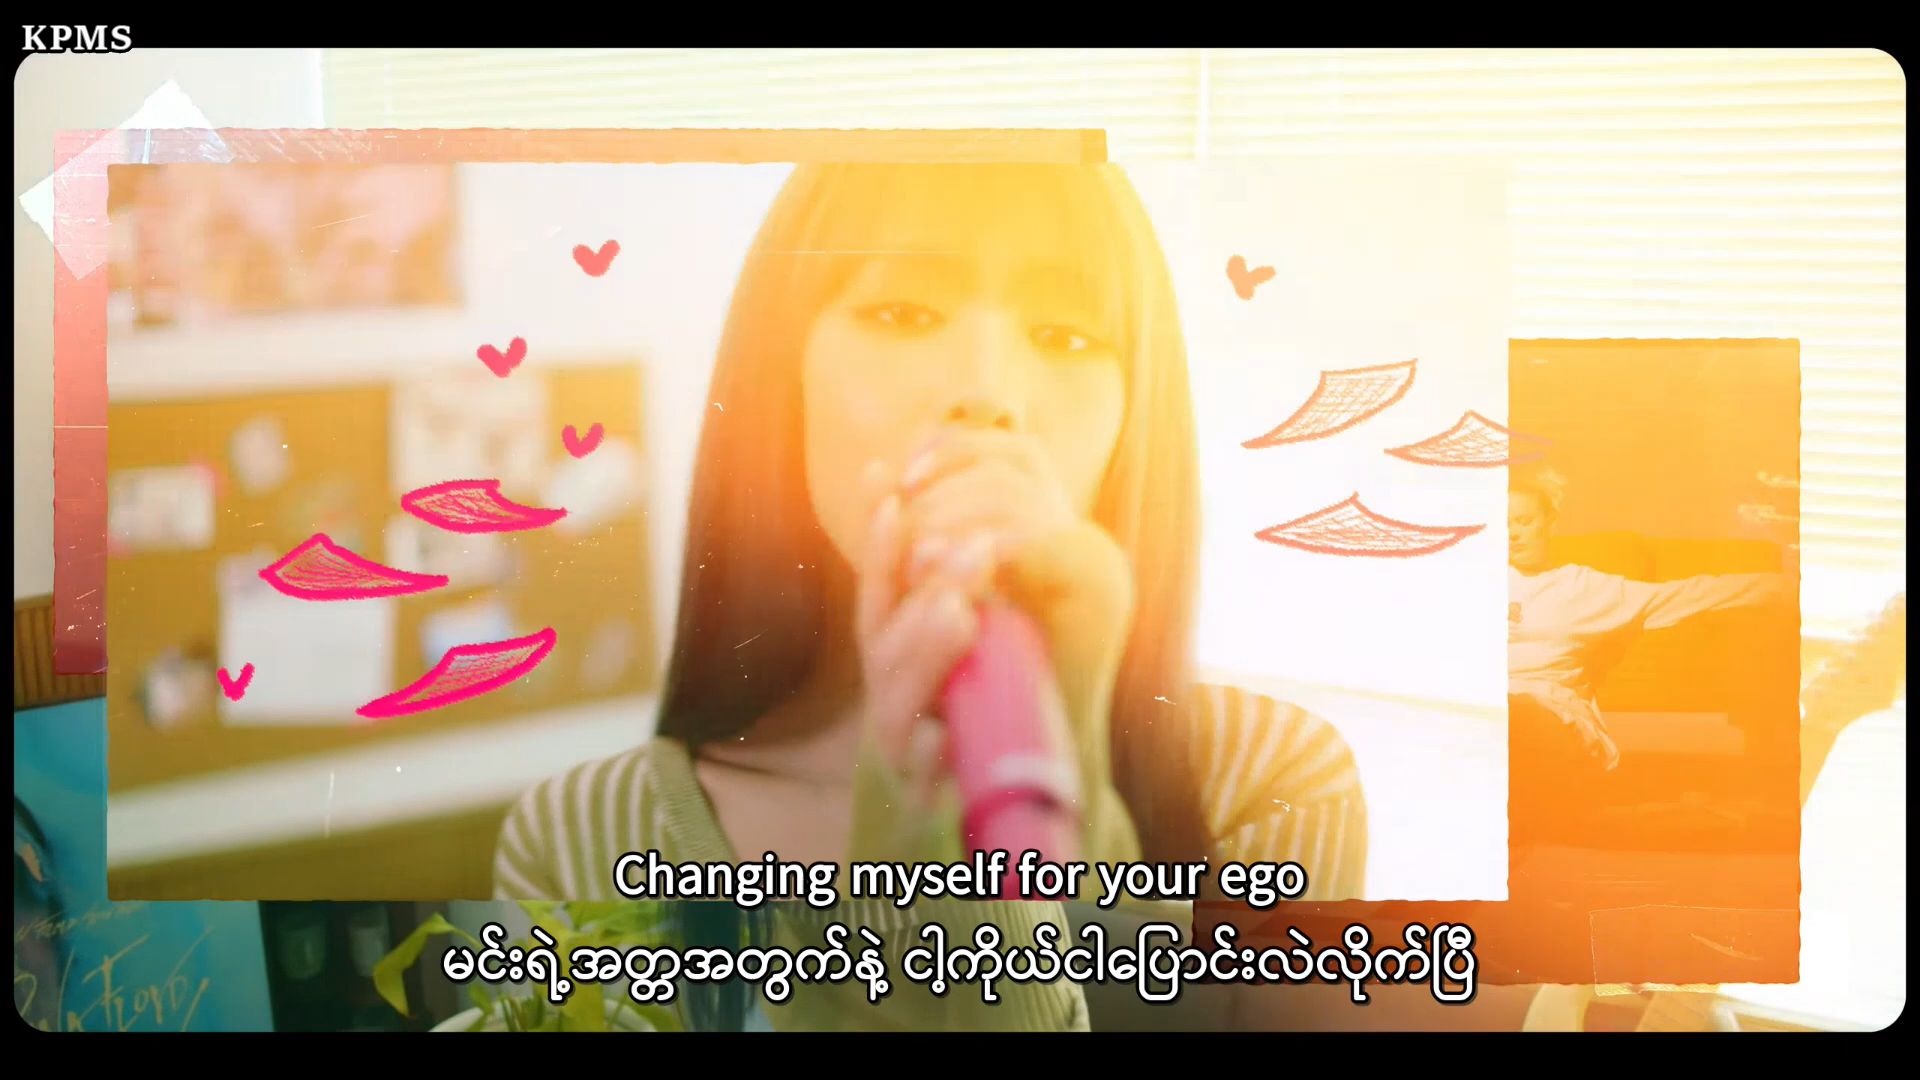 KPMS
Changing myself for your ego
မင်းရဲ့အတ္တအတွက်နဲ့ ငါ့ကိုယ်ငါပြောင်းလဲလိုက်ပြီ
FLOYD